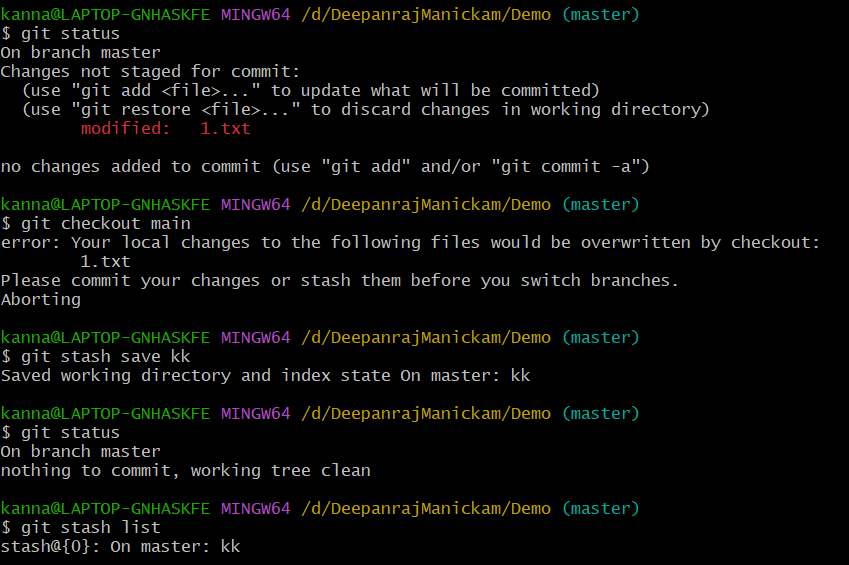 kanna@LAPTOP-GNHASKFE MINGW64 /d/DeepanrajManickam/Demo (master)
$ git status
On branch master
Changes not staged for commit:
  (use "git add <file>..." to update what will be committed)
  (use "git restore <file>..." to discard changes in working directory)
        modified:   1.txt

no changes added to commit (use "git add" and/or "git commit -a")

kanna@LAPTOP-GNHASKFE MINGW64 /d/DeepanrajManickam/Demo (master)
$ git checkout main
error: Your local changes to the following files would be overwritten by checkout:
        1.txt
Please commit your changes or stash them before you switch branches.
Aborting

kanna@LAPTOP-GNHASKFE MINGW64 /d/DeepanrajManickam/Demo (master)
$ git stash save kk
Saved working directory and index state On master: kk

kanna@LAPTOP-GNHASKFE MINGW64 /d/DeepanrajManickam/Demo (master)
$ git status
On branch master
nothing to commit, working tree clean

kanna@LAPTOP-GNHASKFE MINGW64 /d/DeepanrajManickam/Demo (master)
$ git stash list
stash@{0}: On master: kk